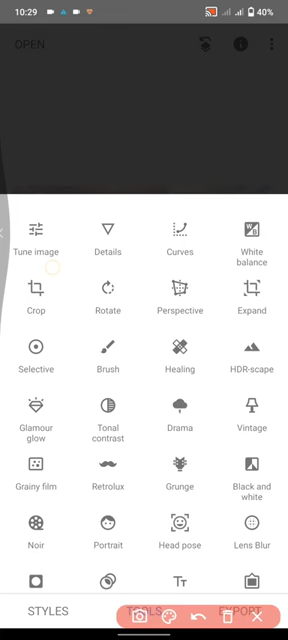 10:29
40%
OPEN
Tune image
Details
Curves
White
balance
Crop
Rotate
Perspective
Expand
Selective
Brush
Healing
HDR-scape
Glamour
glow
Tonal
contrast
Drama
Vintage
Grainy film
Retrolux
Grunge
Black and
white
Noir
Portrait
Head pose
Lens Blur
STYLES
TOOLS
EXPORT